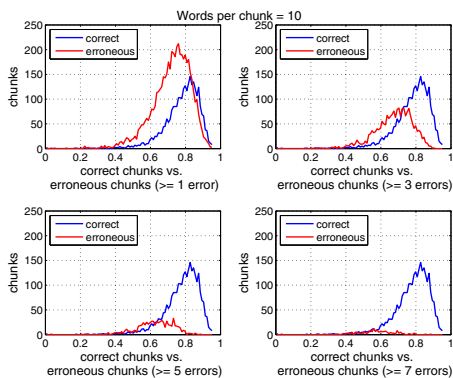 Words per chunk = 10
250
200
150
100
50
0
chunks
correct
erroneous
0 0.2 0.4 0.6 0.8 1
correct chunks vs.
erroneous chunks (>= 1 error)
250
200
150
100
50
0
chunks
correct
erroneous
0 0.2 0.4 0.6 0.8 1
correct chunks vs.
erroneous chunks (>= 3 errors)
250
200
150
100
50
0
chunks
correct
erroneous
0 0.2 0.4 0.6 0.8 1
correct chunks vs.
erroneous chunks (>= 5 errors)
250
200
150
100
50
0
chunks
correct
erroneous
0 0.2 0.4 0.6 0.8 1
correct chunks vs.
erroneous chunks (>= 7 errors)